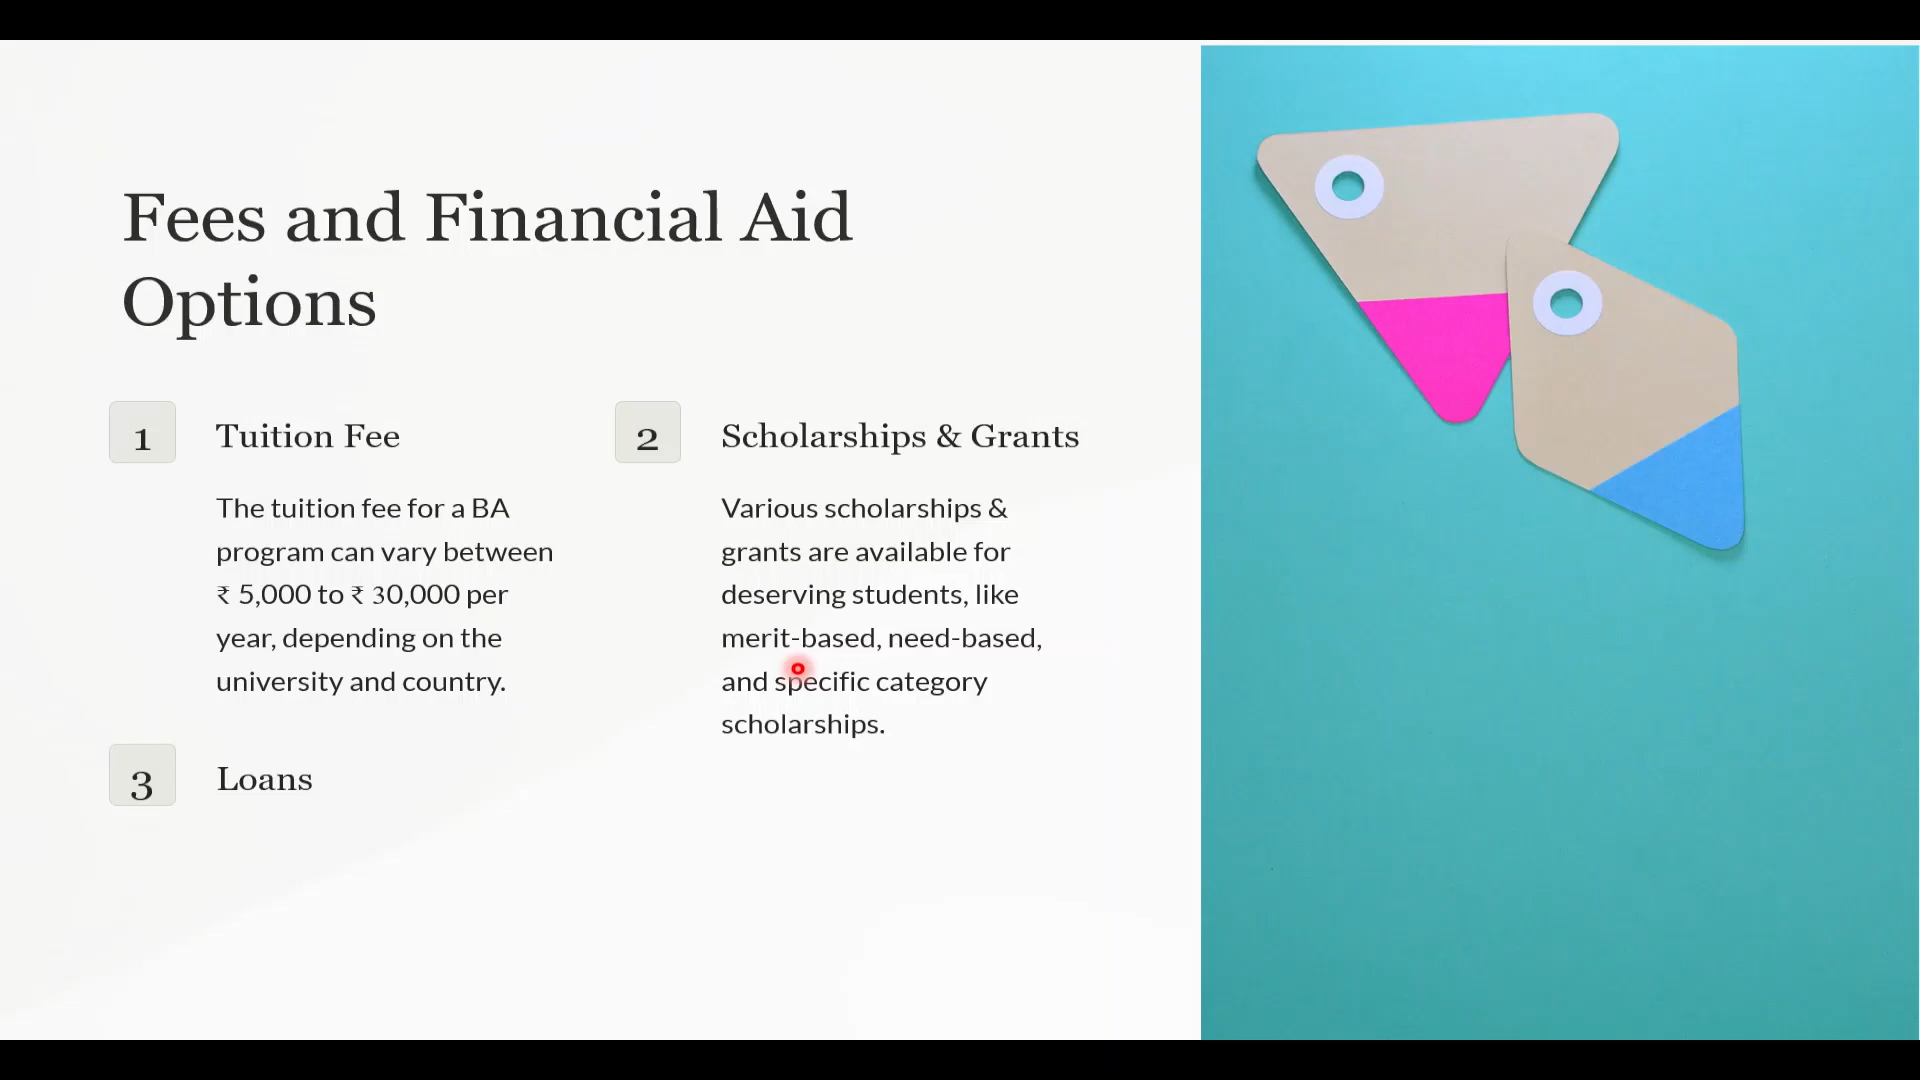 Fees and Financial Aid
Options
1
Tuition Fee
The tuition fee for a BA
program can vary between
₹ 5,000 to ₹ 30,000 per
year, depending on the
university and country.
2
Scholarships & Grants
Various scholarships &
grants are available for
deserving students, like
merit-based, need-based,
and specific category
scholarships.
3
Loans